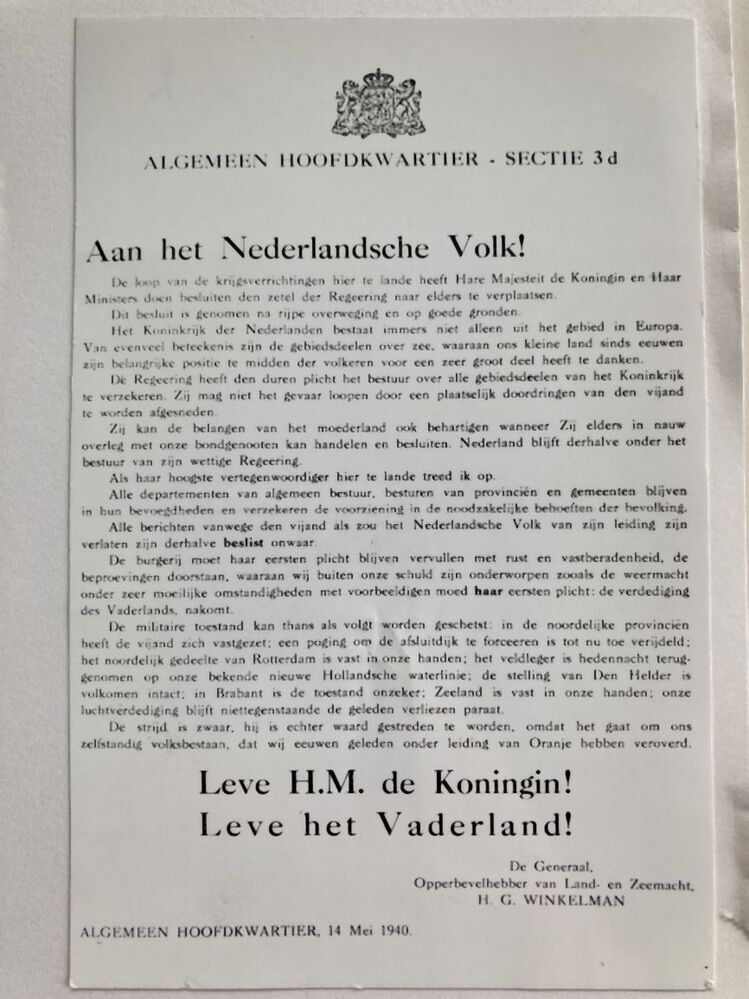 ALGEMEEN HOOFDKWARTIER - SECTIE 3d
Aan het Nederlandsche Volk!
De loop van de krijgsverrichtingen hier te lande heeft Hare Majesteit de Koningin en Haar
Ministers doen besluiten den zetel der Regeering naar elders te verplaatsen.
Dit besluit is genomen na rijpe overweging en op goede gronden.
Het Koninkrijk der Nederlanden bestaat immers niet alleen uit het gebied in Europa.
Van evenveel beteekenis zijn de gebiedsdeelen over zee, waaraan ons kleine land sinds eeuwen
zijn belangrijke positie te midden der volkeren voor een zeer groot deel heeft te danken.
De Regeering heeft den duren plicht het bestuur over alle gebiedsdeelen van het Koninkrijk
te verzekeren. Zij mag niet het gevaar loopen door een plaatselijk doordringen van den vijand
te worden afgesneden.
Zij kan de belangen van het moederland ook behartigen wanneer Zij elders in nauw
overleg met onze bondgenooten kan handelen en besluiten. Nederland blijft derhalve onder het
bestuur van zijn wettige Regeering.
Als haar hoogste vertegenwoordiger hier te lande treed ik op.
Alle departementen van algemeen bestuur, besturen van provinciën en gemeenten blijven
in hun bevoegdheden en verzekeren de voorziening in de noodzakelijke behoeften der bevolking.
Alle berichten vanwege den vijand als zou het Nederlandsche Volk van zijn leiding zijn
verlaten zijn derhalve beslist onwaar.
De burgerij moet haar eersten plicht blijven vervullen met rust en vastberadenheid, de
beproevingen doorstaan, waaraan wij buiten onze schuld zijn onderworpen zooals de weermacht
onder zeer moeilijke omstandigheden met voorbeeldigen moed haar eersten plicht: de verdediging
des Vaderlands, nakomt.
De militaire toestand kan thans als volgt worden geschetst: in de noordelijke provinciën
heeft de vijand zich vastgezet; een poging om de afsluitdijk te forceeren is tot nu toe verijdeld;
het noordelijk gedeelte van Rotterdam is vast in onze handen; het veldleger is hedennacht terug-
genomen op onze bekende nieuwe Hollandsche waterlinie; de stelling van Den Helder is
volkomen intact; in Brabant is de toestand onzeker; Zeeland is vast in onze handen; onze
luchtverdediging blijft niettegenstaande de geleden verliezen paraat.
De strijd is zwaar, hij is echter waard gestreden te worden, omdat het gaat om ons
zelfstandig volksbestaan, dat wij eeuwen geleden onder leiding van Oranje hebben veroverd.
Leve H.M. de Koningin!
Leve het Vaderland!
De Generaal,
Opperbevelhebber van Land- en Zeemacht,
H. G. WINKELMAN
ALGEMEEN HOOFDKWARTIER, 14 Mei 1940.